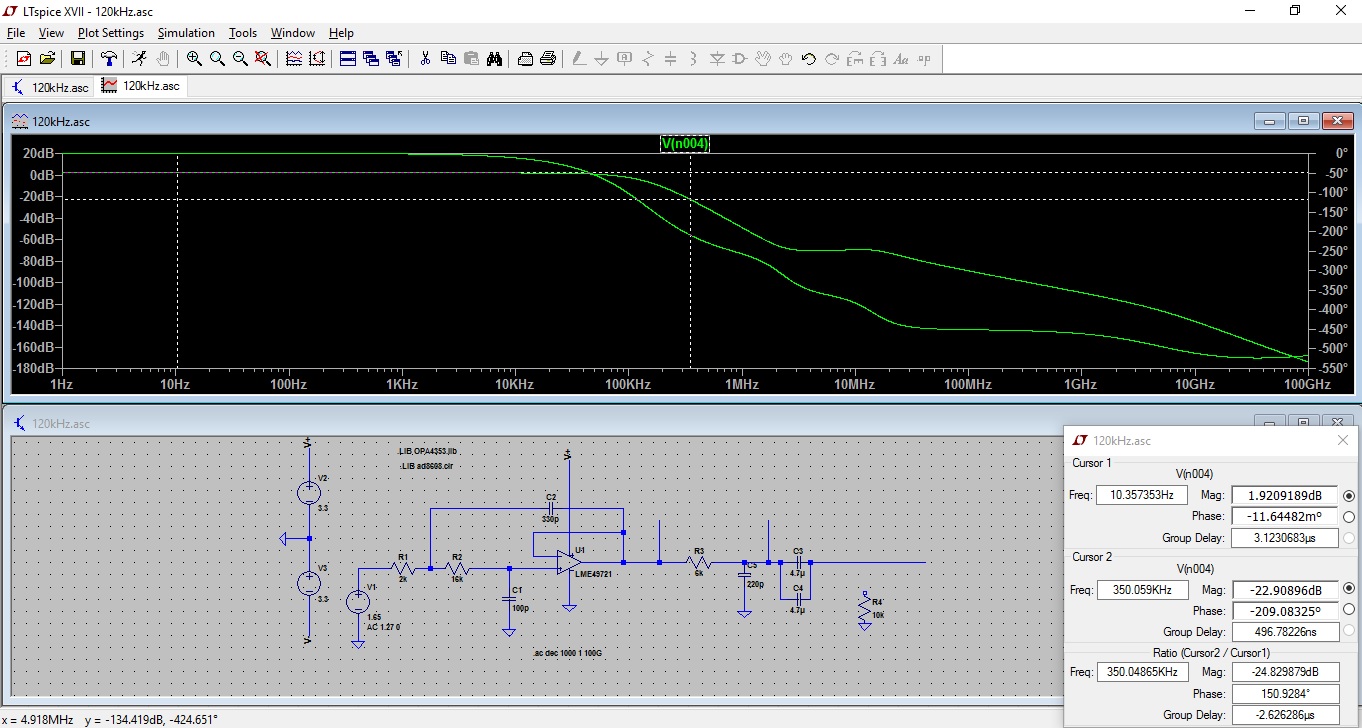 LTspice XVII - 120kHz.asc
File View Plot Settings Simulation Tools Window Help
120kHz.asc 120kHz.asc
120kHz.asc
V(n004)
20dB 0°
0dB -50°
-20dB -100°
-40dB -150°
-60dB -200°
-80dB -250°
-100dB -300°
-120dB -350°
-140dB -400°
-160dB -450°
-180dB -500°
-550°
1Hz 10Hz 100Hz 1KHz 10KHz 100KHz 1MHz 10MHz 100MHz 1GHz 10GHz 100GHz
120kHz.asc
V+
V2
3.3
V3
3.3
V-
.LIB OPA4353.lib
.LIB ad8608.cir
V+
C2
330p
R1
2k
R2
16k
V1
1.65
AC 1.27 0
C1
100p
U1
LME49721
R3
6k
C5
220p
C3
4.7µ
C4
4.7µ
R4
10k
.ac dec 1000 1 100G
120kHz.asc
Cursor 1
V(n004)
Freq: 10.357353Hz Mag: 1.9209189dB
Phase: -11.64482m°
Group Delay: 3.1230683µs
Cursor 2
V(n004)
Freq: 350.059KHz Mag: -22.90896dB
Phase: -209.08325°
Group Delay: 496.78226ns
Ratio (Cursor2 / Cursor1)
Freq: 350.04865KHz Mag: -24.829879dB
Phase: 150.9284°
Group Delay: -2.626286µs
x = 4.918MHz y = -134.419dB, -424.651°